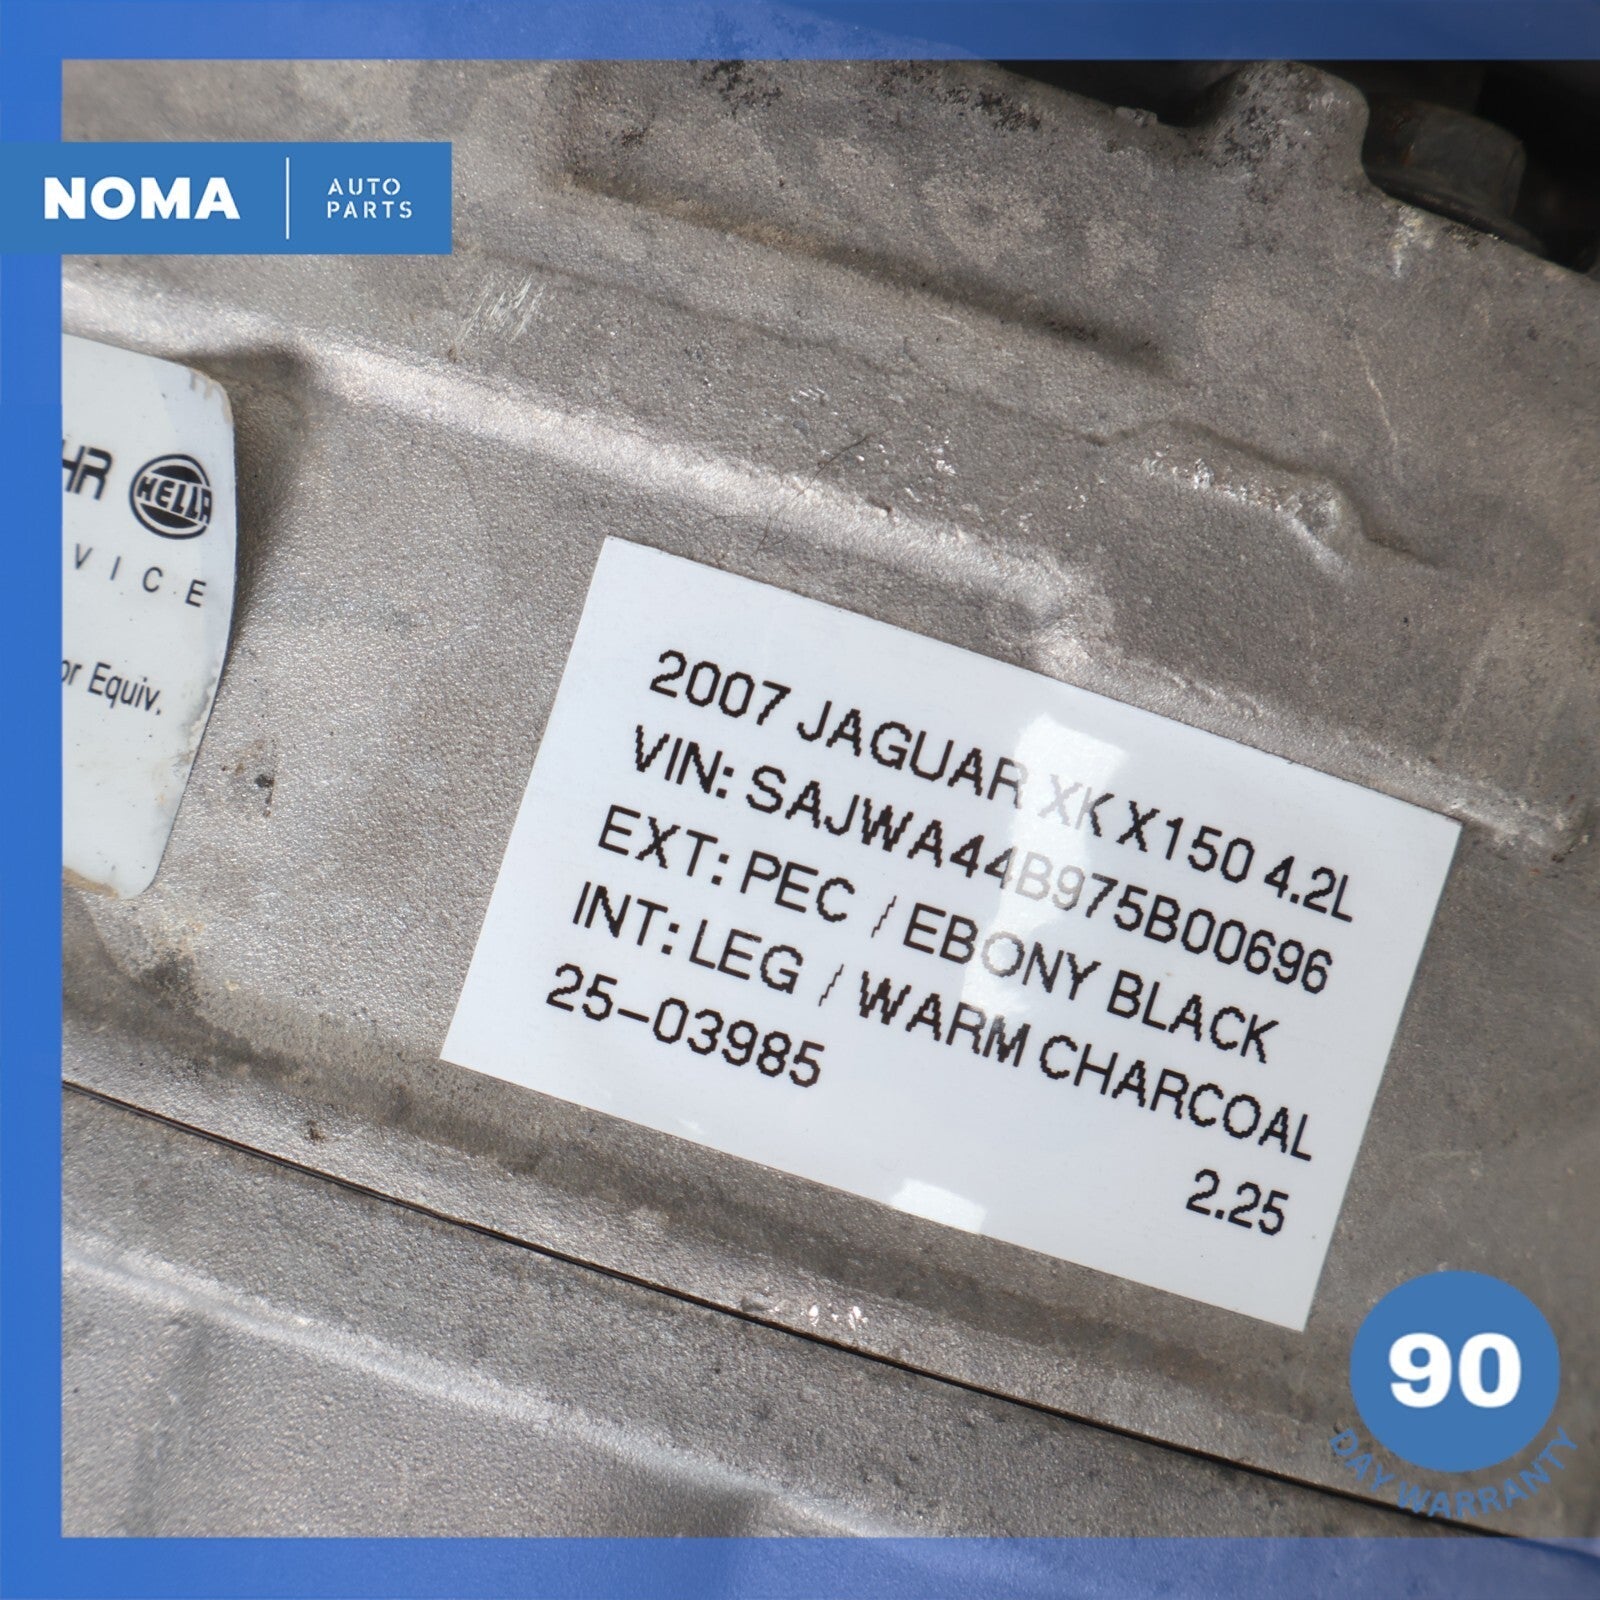 NOMA
AUTO
PARTS
HR HELLA
VICE
or Equiv.
2007 JAGUAR XK X150 4.2L
VIN: SAJWA44B975B00696
EXT: PEC / EBONY BLACK
INT: LEG / WARM CHARCOAL
25-03985
2.25
90
DAY WARRANTY